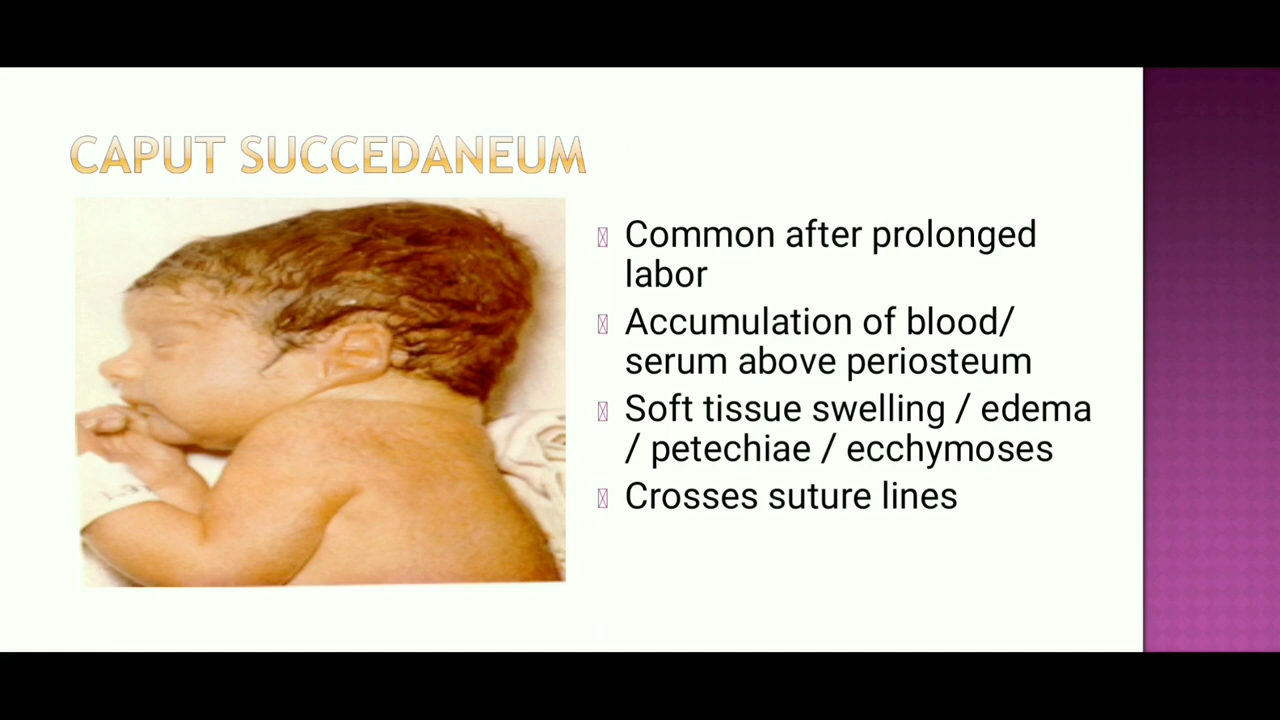 CAPUT SUCCEDANEUM
Common after prolonged
labor
Accumulation of blood/
serum above periosteum
Soft tissue swelling / edema
/ petechiae / ecchymoses
Crosses suture lines